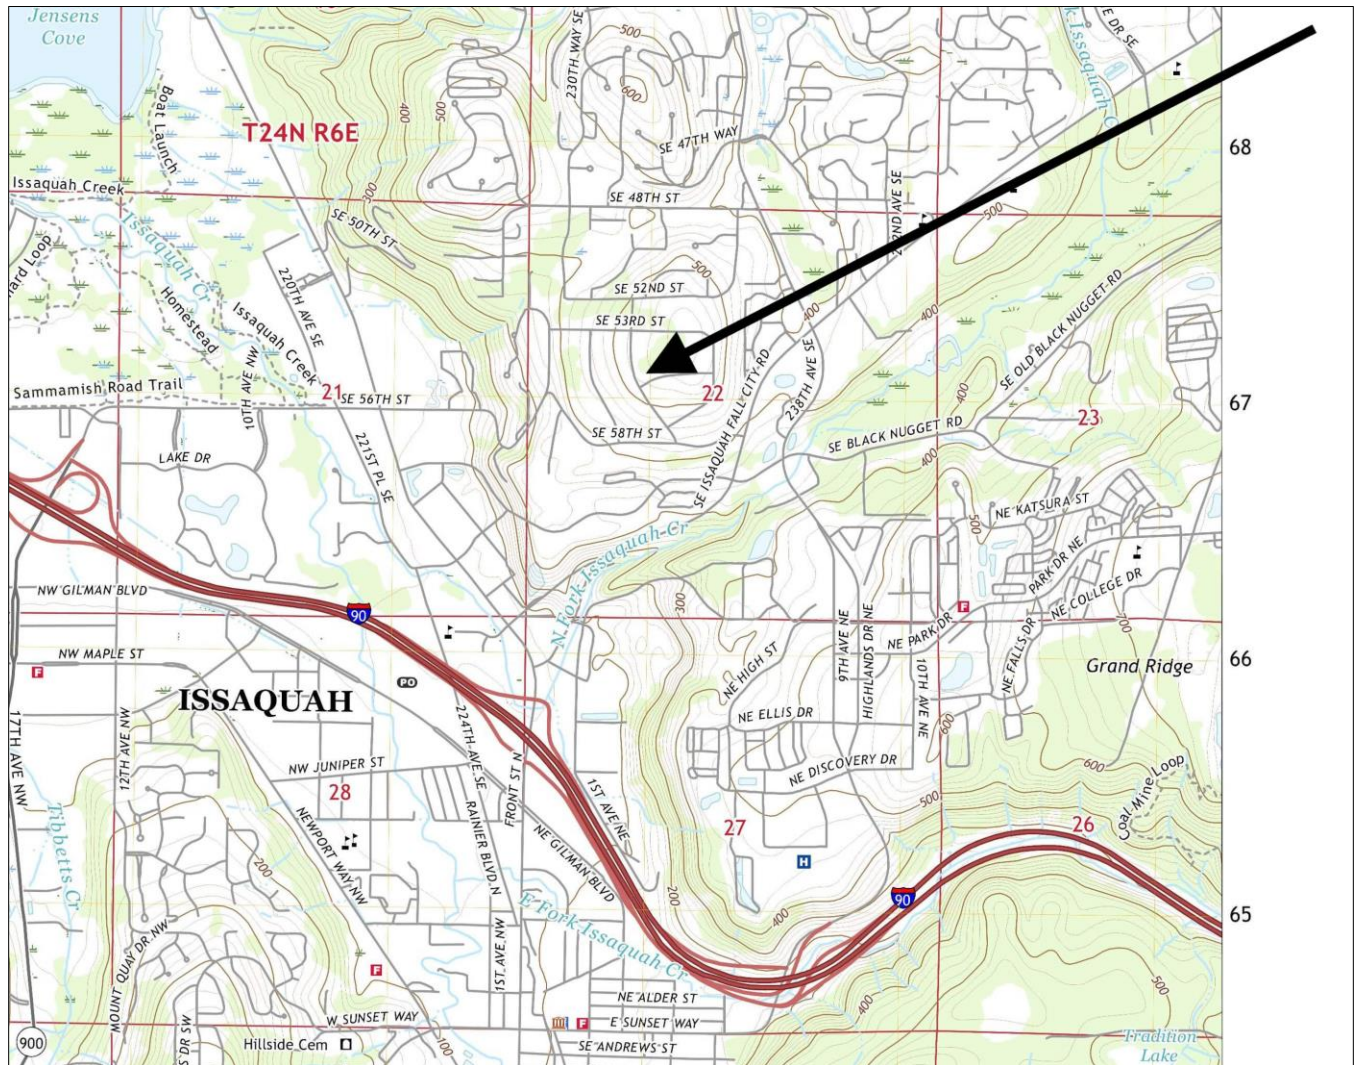 Jensens
Cove
T24N R6E
Boat Launch
Issaquah Creek
Issaquah Cr
Homestead
Issaquah Creek
Sammamish Road Trail
10TH AVE NW
220TH AVE SE
SE 50TH ST
300
400
500
230TH WAY SE
500
600
SE 47TH WAY
SE 48TH ST
500
SE 52ND ST
SE 53RD ST
SE 58TH ST
22
SE ISSAQUAH FALL CITY RD
238TH AVE SE
400
E DR SE
500
400
SE OLD BLACK NUGGET RD
400
23
SE BLACK NUGGET RD
400
68
67
66
65
21
SE 56TH ST
221ST PL SE
LAKE DR
NW GILMAN BLVD
90
NW MAPLE ST
F
PO
ISSAQUAH
17TH AVE NW
12TH AVE NW
NW JUNIPER ST
28
224TH AVE SE
RAINIER BLVD N
FRONT ST N
NE GILMAN BLVD
1ST AVE NE
NEWPORT WAY NW
200
Tibbetts Cr
MOUNT QUAY DR NW
F
1ST AVE NW
E Fork Issaquah Cr
N Fork Issaquah Cr
300
200
NE HIGH ST
NE ELLIS DR
NE DISCOVERY DR
27
H
400
9TH AVE NE
HIGHLANDS DR NE
10TH AVE NE
NE PARK DR
F
500
NE KATSURA ST
PARK DR NE
NE COLLEGE DR
NE FALLS DR
700
Grand Ridge
600
600
500
Coal Mine Loop
26
90
400
500
Tradition
Lake
NE ALDER ST
E SUNSET WAY
F
SE ANDREWS ST
W SUNSET WAY
100
Hillside Cem
900